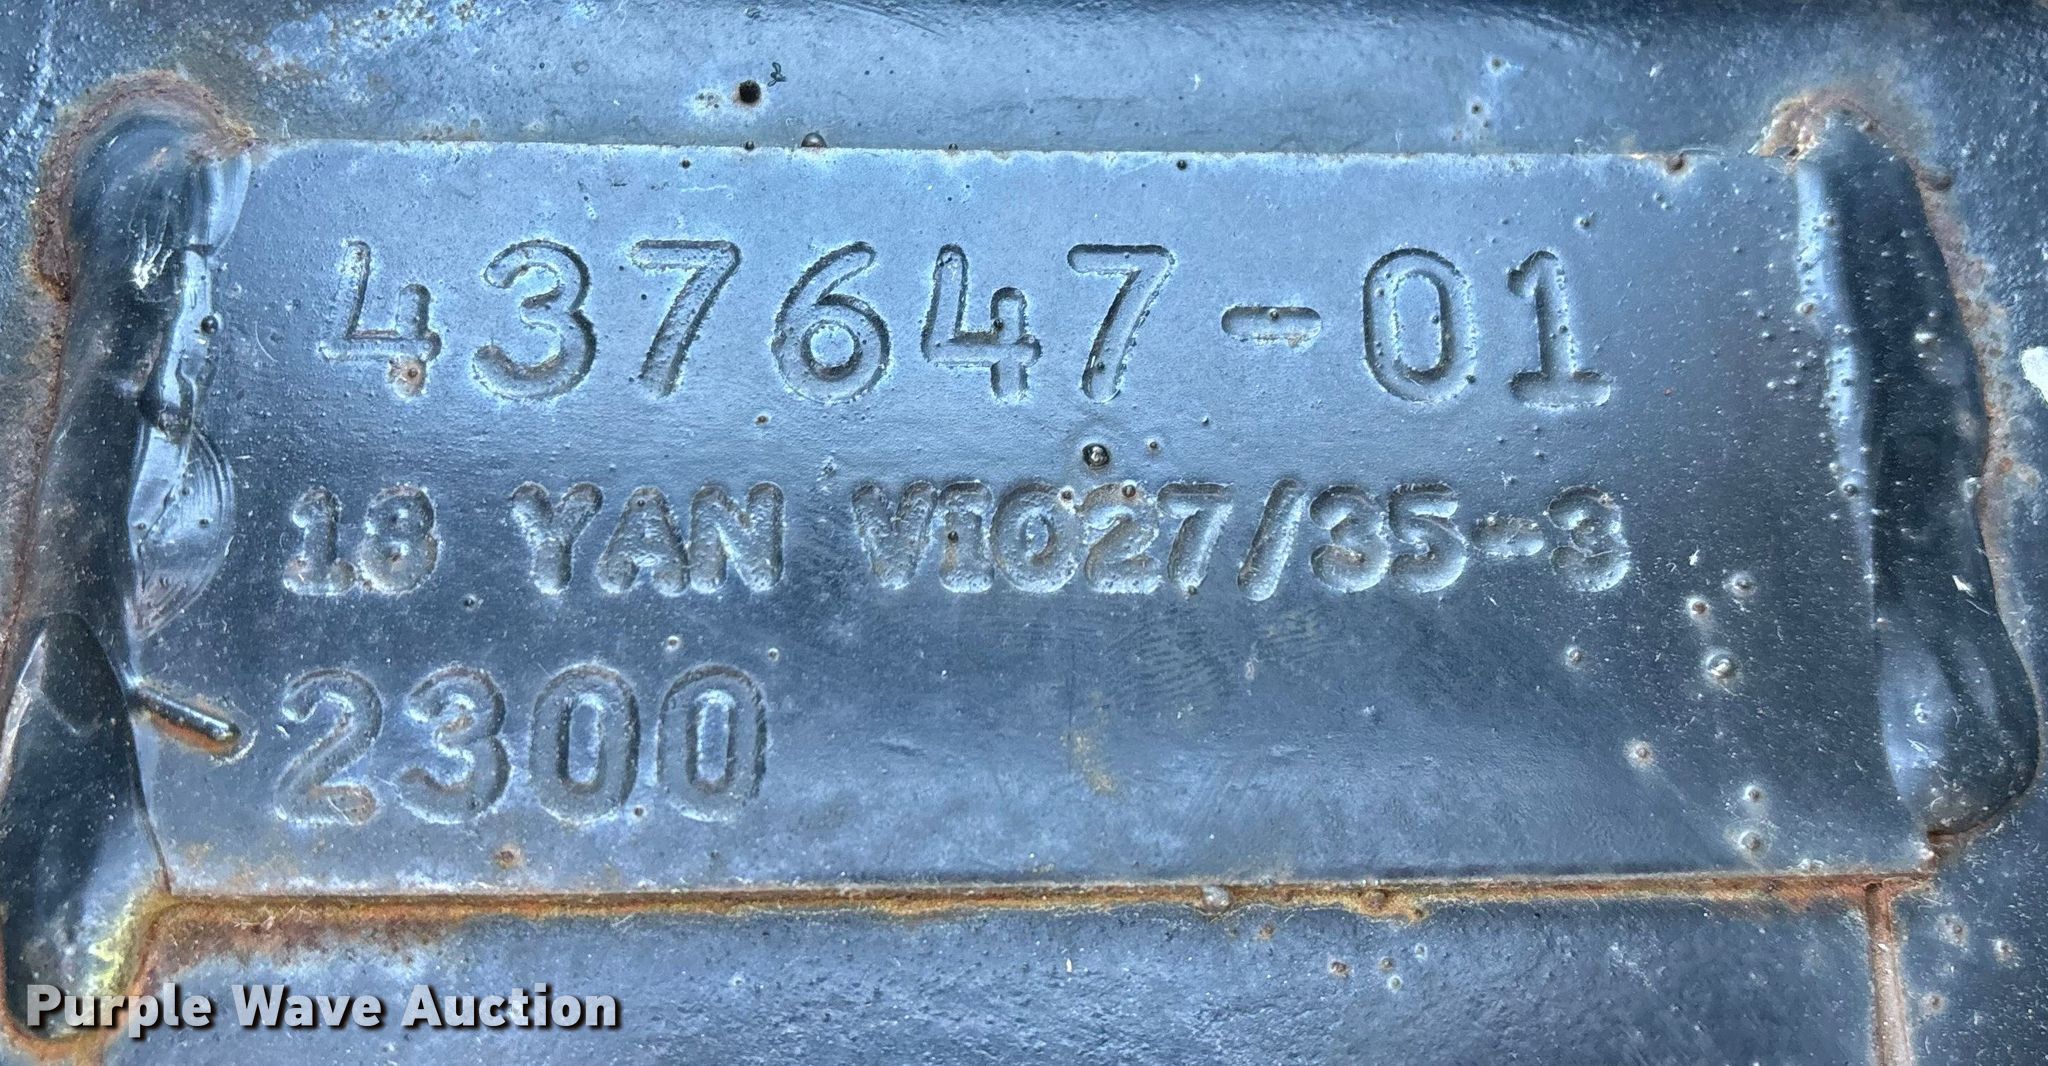 437647-01
18 YAN V1027/35-3
2300
Purple Wave Auction